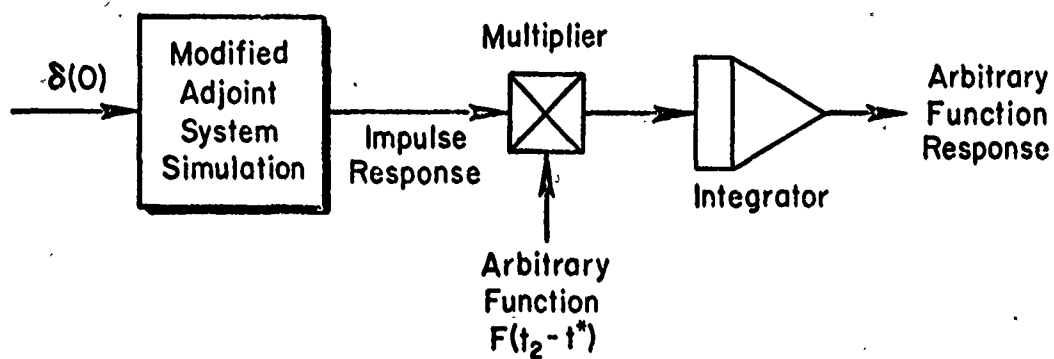 δ(0)
Modified
Adjoint
System
Simulation
Impulse
Response
Multiplier
Arbitrary
Function
F(t₂ - t*)
Integrator
Arbitrary
Function
Response